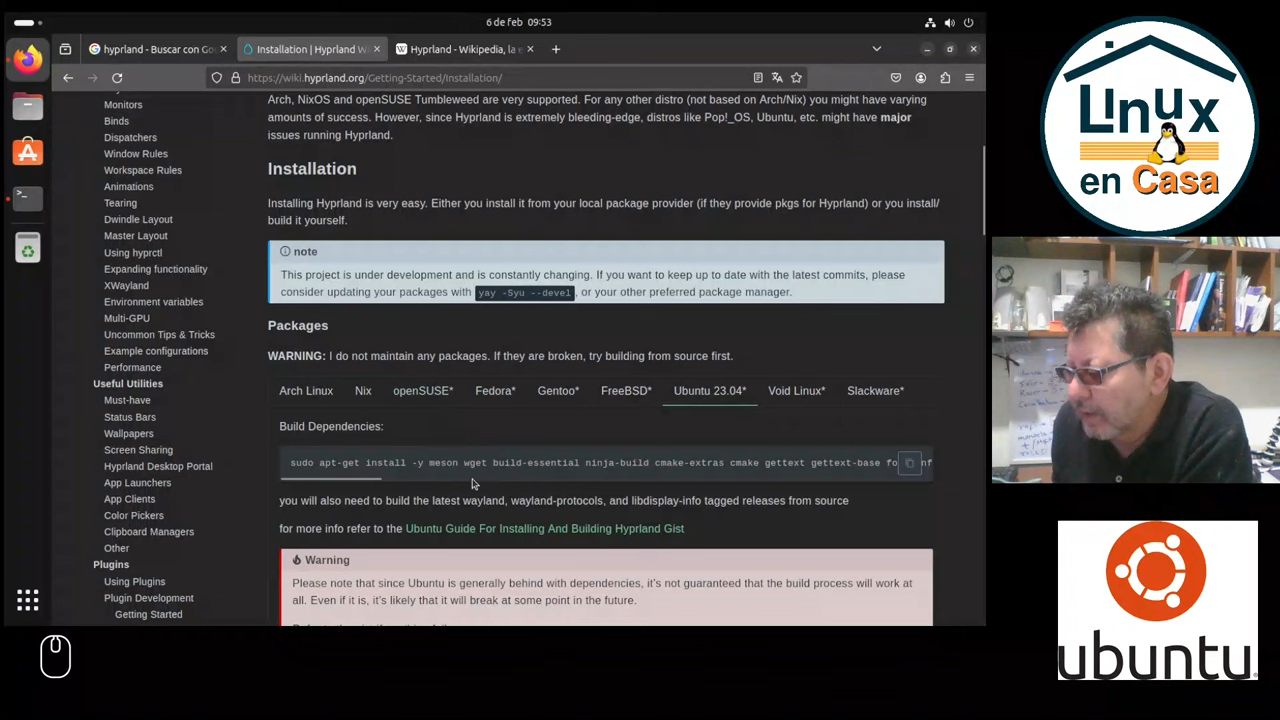 6 de feb 09:53
hyprland - Buscar con Go
Installation | Hyprland W
Hyprland - Wikipedia, la e
https://wiki.hyprland.org/Getting-Started/Installation/
Monitors
Binds
Dispatchers
Window Rules
Workspace Rules
Animations
Tearing
Dwindle Layout
Master Layout
Using hyprctl
Expanding functionality
XWayland
Environment variables
Multi-GPU
Uncommon Tips & Tricks
Example configurations
Performance
Useful Utilities
Must-have
Status Bars
Wallpapers
Screen Sharing
Hyprland Desktop Portal
App Launchers
App Clients
Color Pickers
Clipboard Managers
Other
Plugins
Using Plugins
Plugin Development
Getting Started
Arch, NixOS and openSUSE Tumbleweed are very supported. For any other distro (not based on Arch/Nix) you might have varying
amounts of success. However, since Hyprland is extremely bleeding-edge, distros like Pop!_OS, Ubuntu, etc. might have major
issues running Hyprland.
Installation
Installing Hyprland is very easy. Either you install it from your local package provider (if they provide pkgs for Hyprland) or you install/
build it yourself.
note
This project is under development and is constantly changing. If you want to keep up to date with the latest commits, please
consider updating your packages with yay -Syu --devel, or your other preferred package manager.
Packages
WARNING: I do not maintain any packages. If they are broken, try building from source first.
Arch Linux Nix openSUSE* Fedora* Gentoo* FreeBSD* Ubuntu 23.04* Void Linux* Slackware*
Build Dependencies:
sudo apt-get install -y meson wget build-essential ninja-build cmake-extras cmake gettext gettext-base fo nf
you will also need to build the latest wayland, wayland-protocols, and libdisplay-info tagged releases from source
for more info refer to the Ubuntu Guide For Installing And Building Hyprland Gist
Warning
Please note that since Ubuntu is generally behind with dependencies, it's not guaranteed that the build process will work at
all. Even if it is, it's likely that it will break at some point in the future.
Linux
en Casa
ubuntu